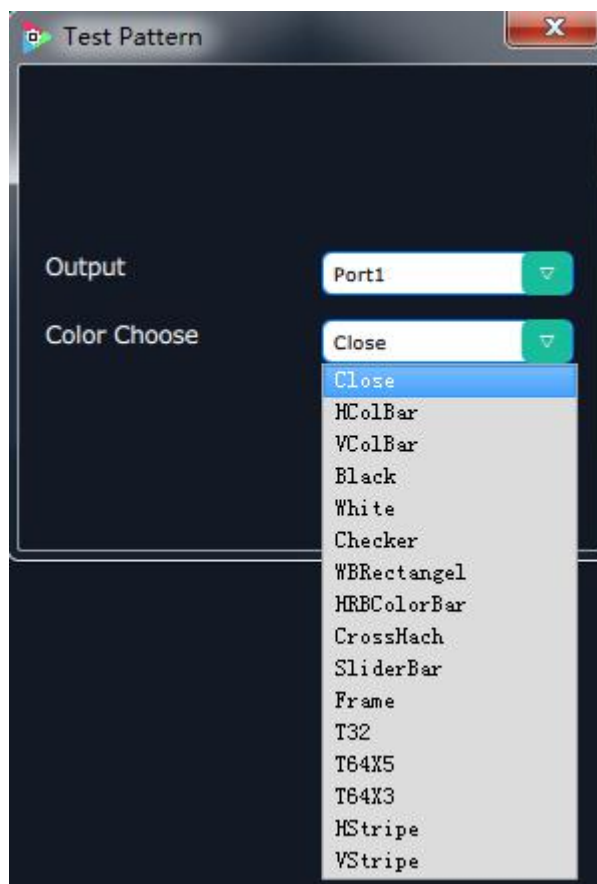 Test Pattern
Output
Port1
Color Choose
Close
Close
HColBar
VColBar
Black
White
Checker
WBRectangel
HRBColorBar
CrossHach
SliderBar
Frame
T32
T64X5
T64X3
HStripe
VStripe